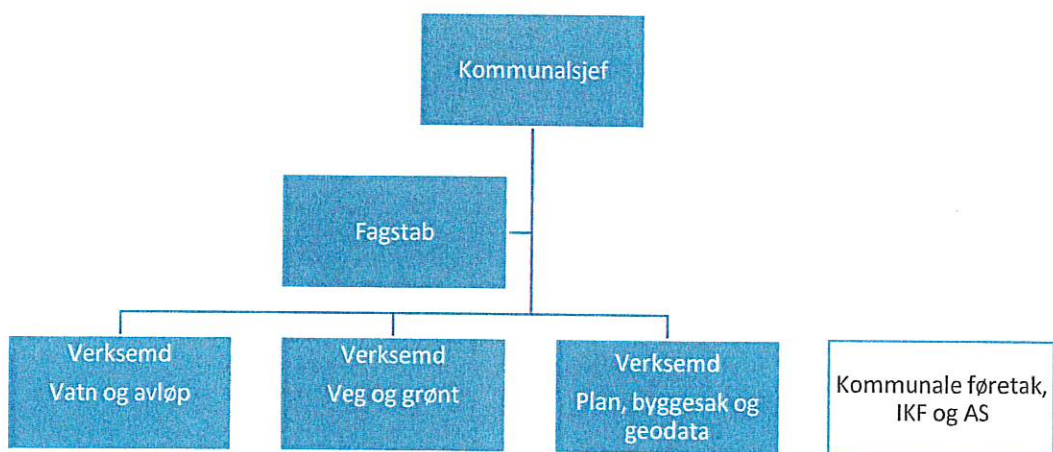 Kommunalsjef
Fagstab
Verksemd
Vatn og avløp
Verksemd
Veg og grønt
Verksemd
Plan, byggesak og
geodata
Kommunale føretak,
IKF og AS